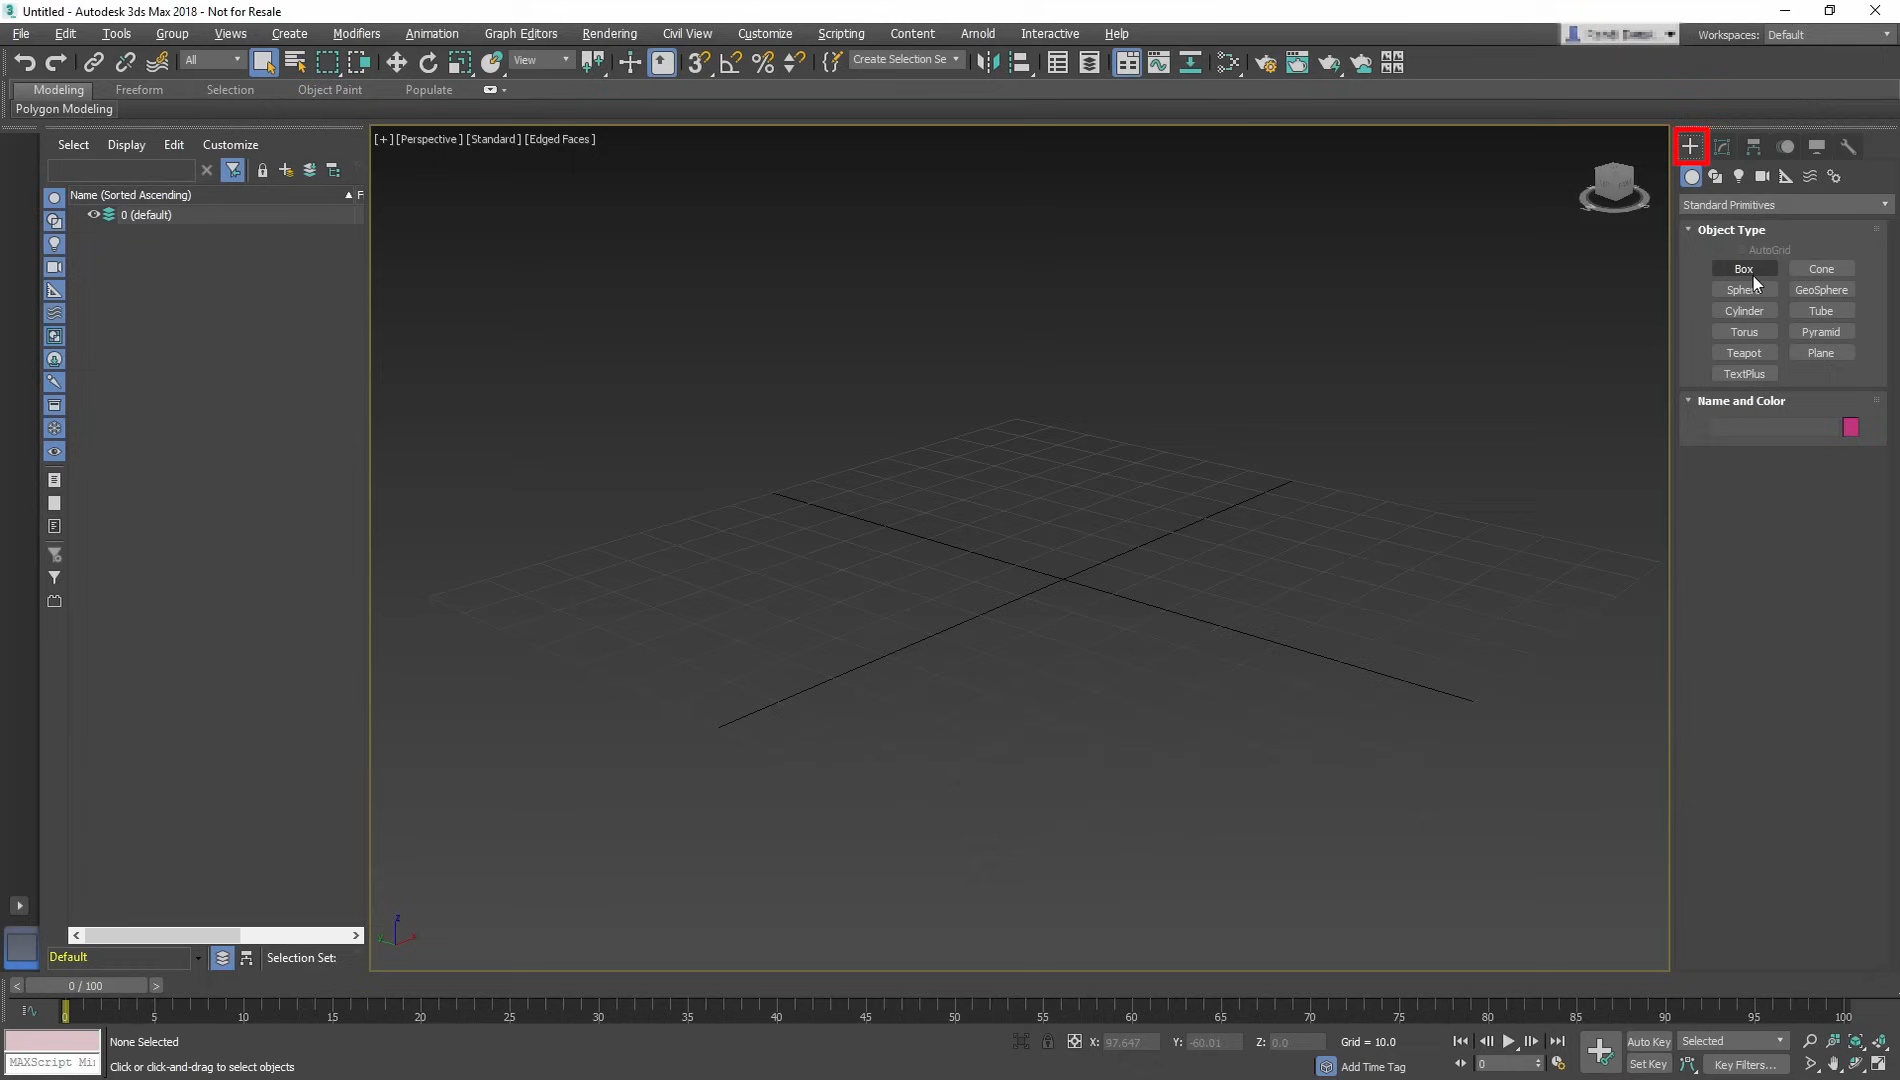 Untitled - Autodesk 3ds Max 2018 - Not for Resale
File Edit Tools Group Views Create Modifiers Animation Graph Editors Rendering Civil View Customize Scripting Content Arnold Interactive Help
Workspaces: Default
All View Create Selection Se
Modeling Freeform Selection Object Paint Populate
Polygon Modeling
Select Display Edit Customize
Name (Sorted Ascending) F
0 (default)
[+] [Perspective] [Standard] [Edged Faces]
Standard Primitives
Object Type
AutoGrid
Box Cone
Sphere GeoSphere
Cylinder Tube
Torus Pyramid
Teapot Plane
TextPlus
Name and Color
z
Default Selection Set:
0 / 100
0 5 10 15 20 25 30 35 40 45 50 55 60 65 70 75 80 85 90 95 100
None Selected X: 97.647 Y: -60.01 Z: 0.0 Grid = 10.0 Auto Key Selected
MAXScript Mi Click or click-and-drag to select objects Add Time Tag 0 Set Key Key Filters...